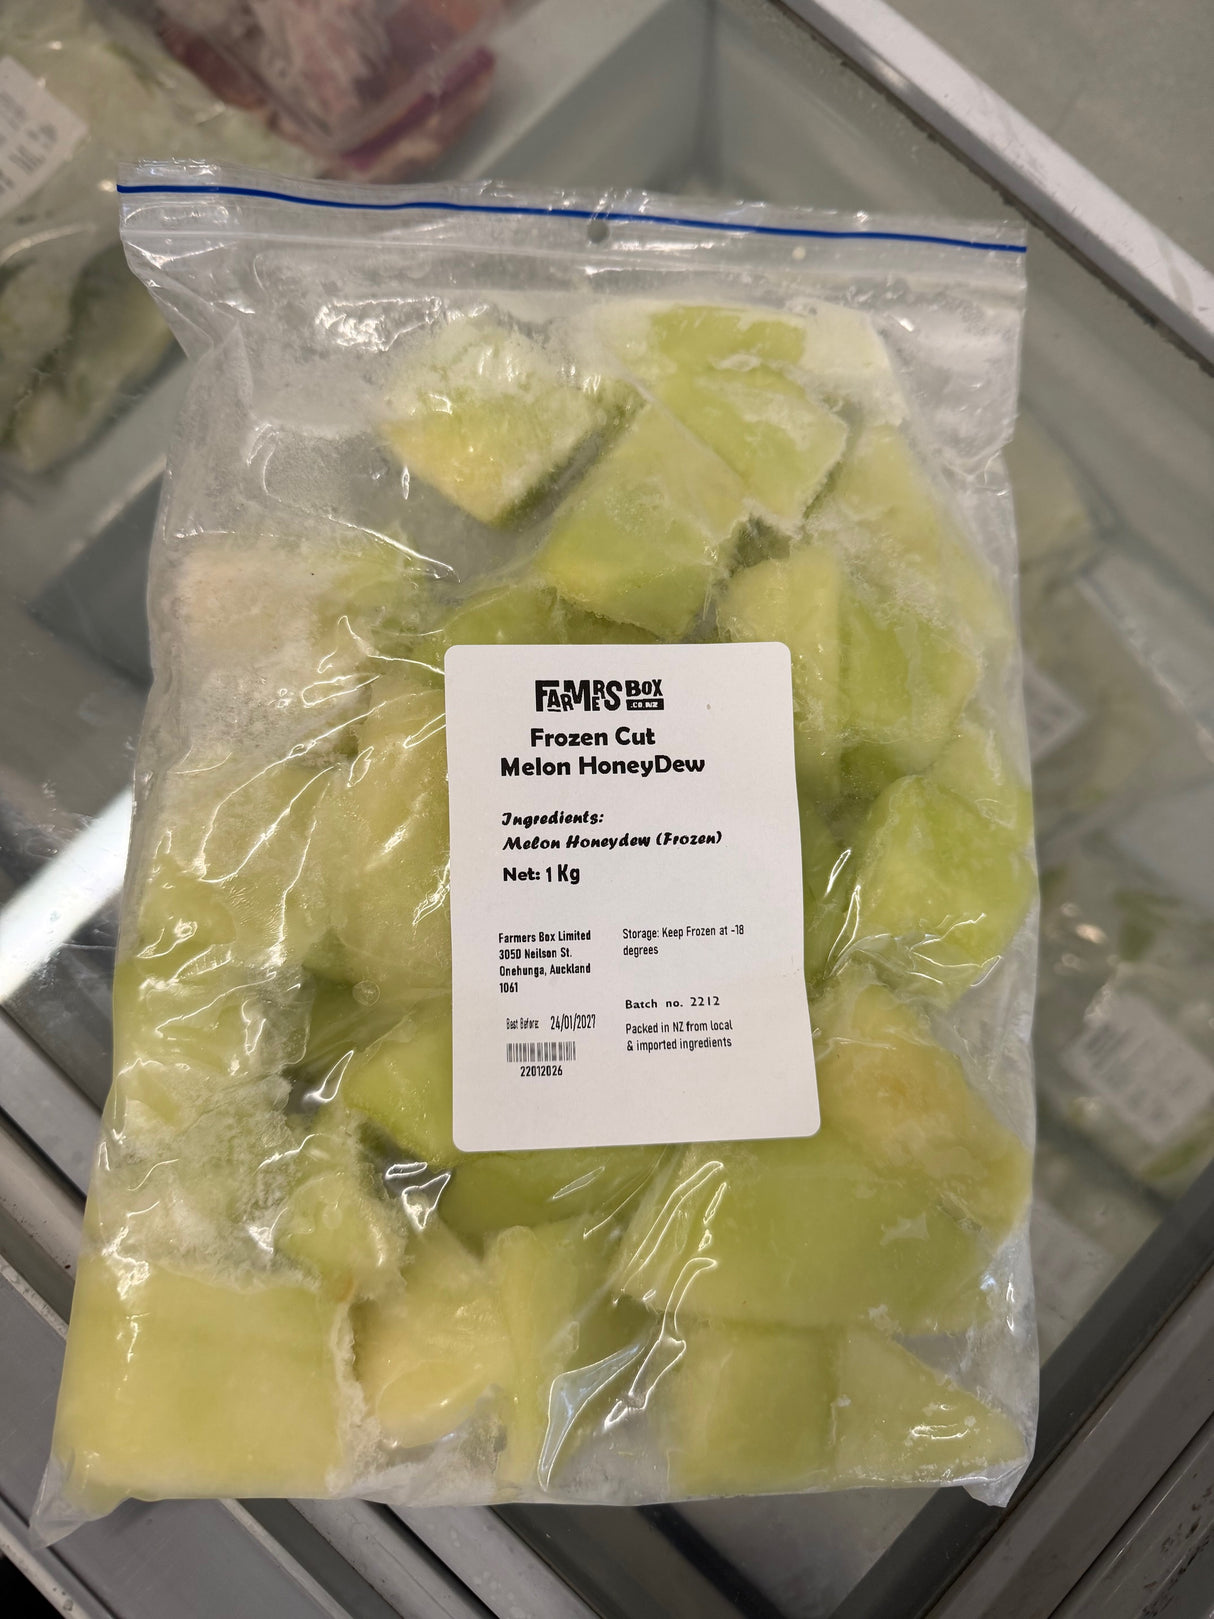 FARMERS BOX
.CO.NZ
Frozen Cut
Melon HoneyDew
Ingredients:
Melon Honeydew (Frozen)
Net: 1 Kg
Farmers Box Limited
305D Neilson St.
Onehunga, Auckland
1061
Storage: Keep Frozen at -18
degrees
Best Before: 24/01/2027
22012026
Batch no. 2212
Packed in NZ from local
& imported ingredients